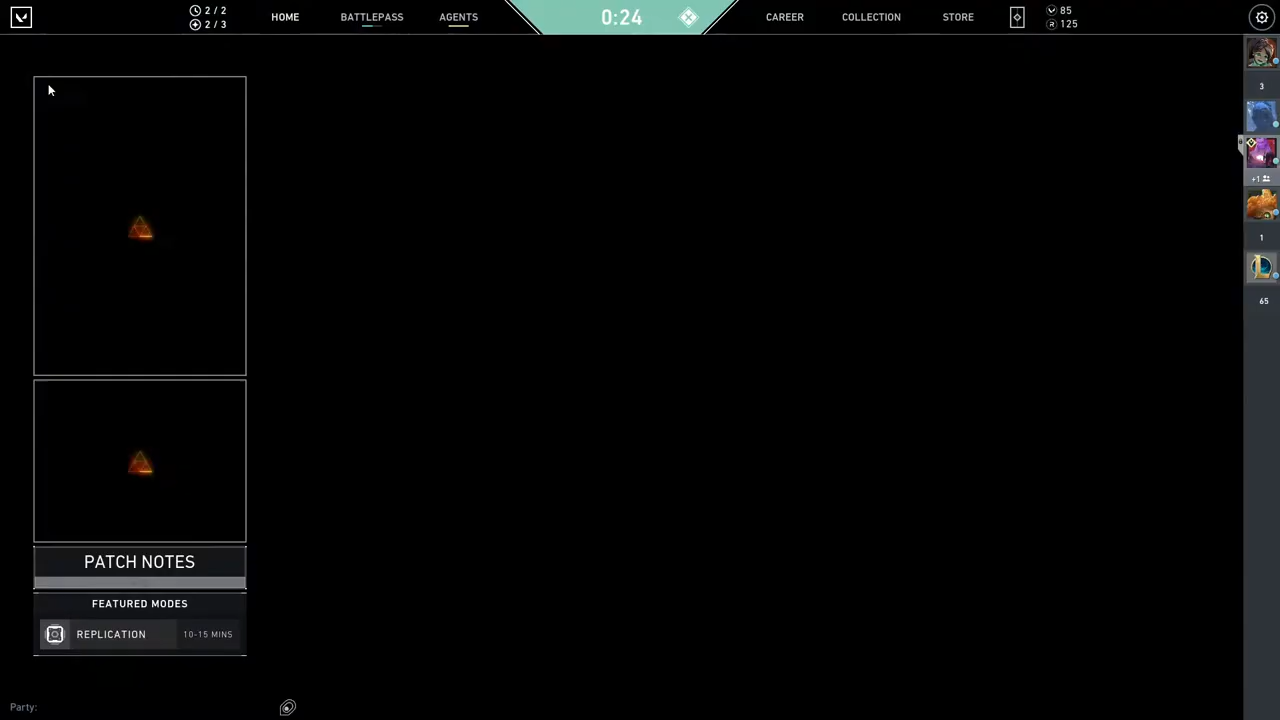 2 / 2
2 / 3
HOME
BATTLEPASS
AGENTS
0:24
CAREER
COLLECTION
STORE
85
125
3
+1
1
65
PATCH NOTES
FEATURED MODES
REPLICATION
10-15 MINS
Party: